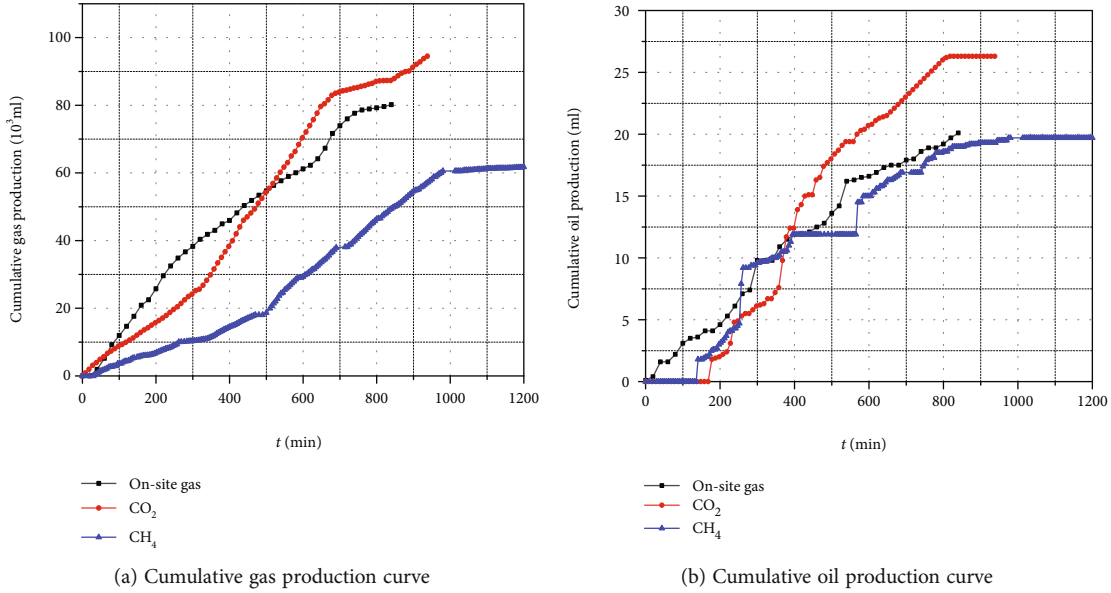 Cumulative gas production (10³ ml)
100
80
60
40
20
0
0 200 400 600 800 1000 1200
t (min)
On-site gas
CO₂
CH₄
(a) Cumulative gas production curve
Cumulative oil production (ml)
30
25
20
15
10
5
0
0 200 400 600 800 1000 1200
t (min)
On-site gas
CO₂
CH₄
(b) Cumulative oil production curve